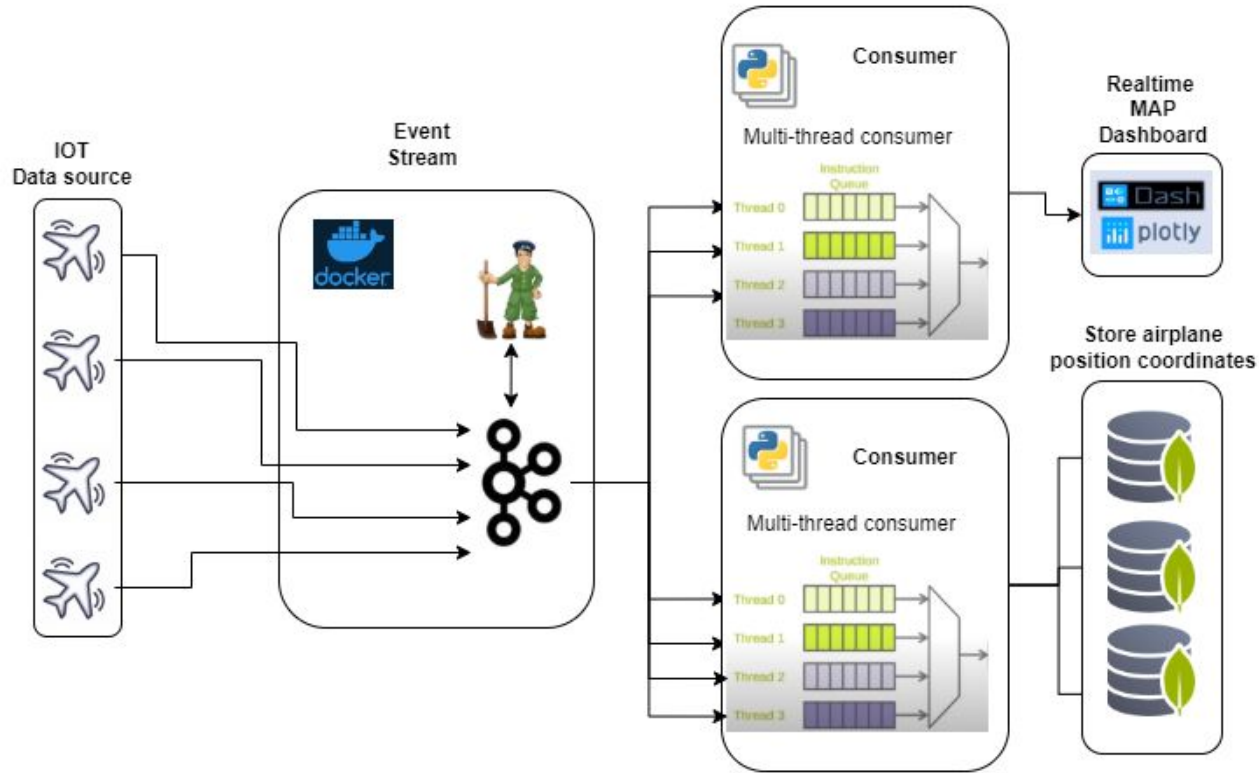 IOT
Data source
Event
Stream
docker
Consumer
Multi-thread consumer
Instruction
Queue
Thread 0
Thread 1
Thread 2
Thread 3
Realtime
MAP
Dashboard
Dash
plotly
Consumer
Multi-thread consumer
Instruction
Queue
Thread 0
Thread 1
Thread 2
Thread 3
Store airplane
position coordinates